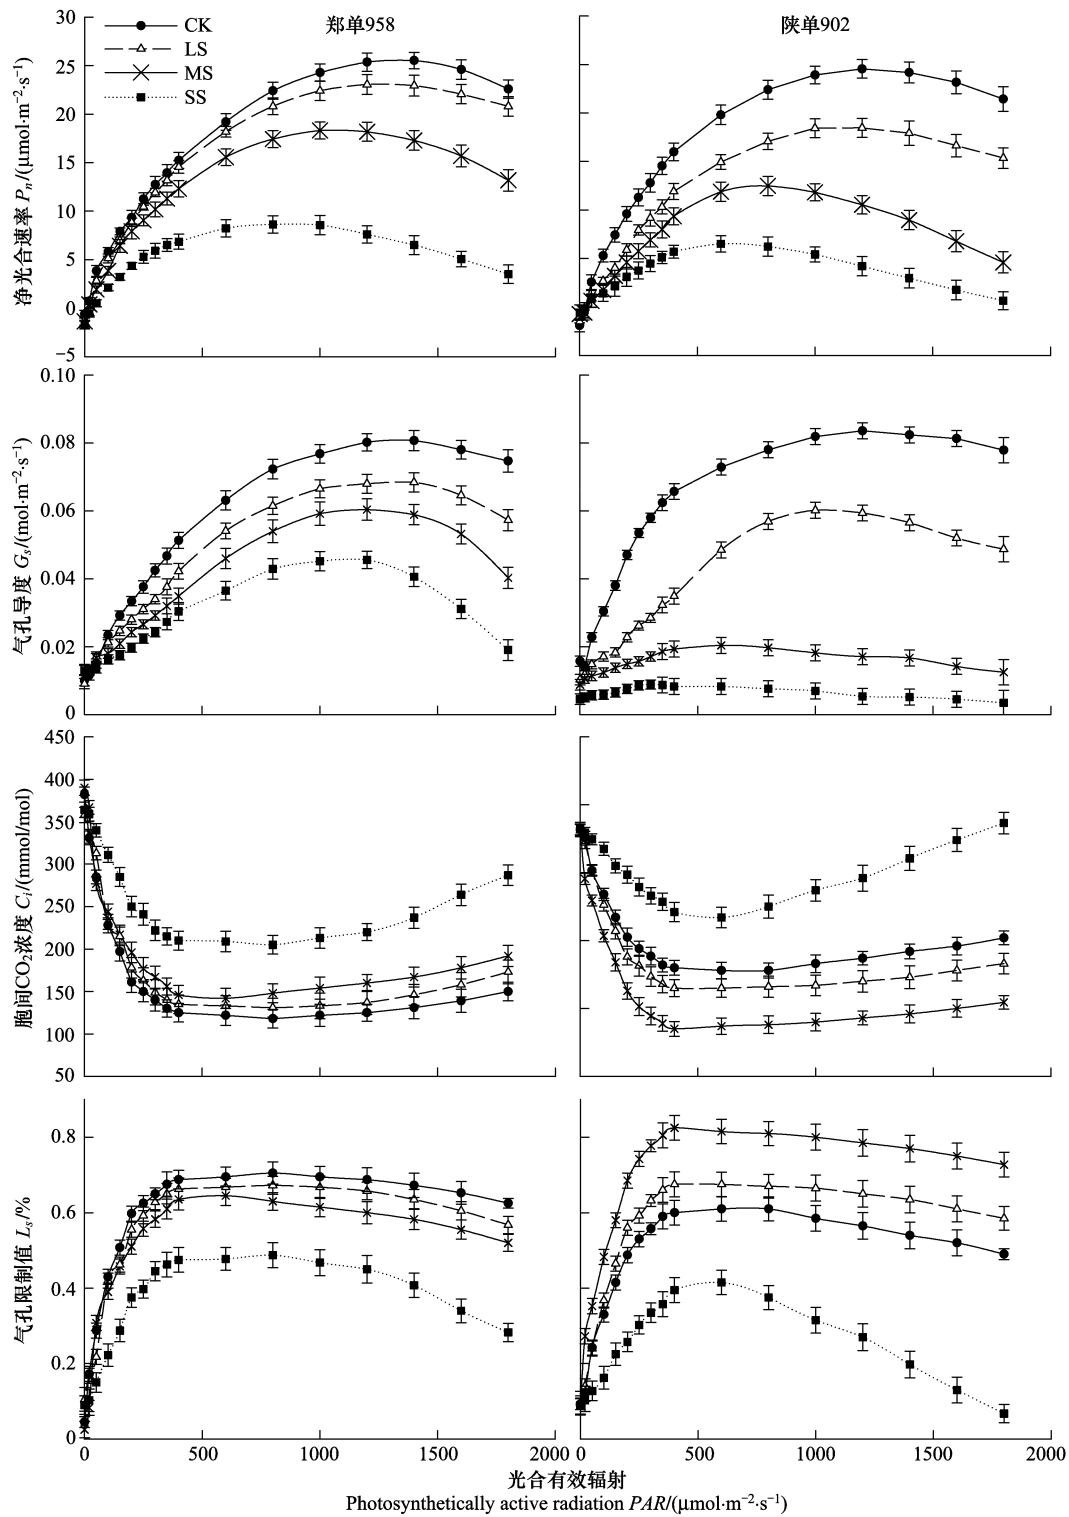 郑单958
陕单902
CK
LS
MS
SS
净光合速率 Pn/(μmol·m−2·s−1)
30
25
20
15
10
5
0
−5
气孔导度 Gs/(mol·m−2·s−1)
0.10
0.08
0.06
0.04
0.02
0
胞间CO2浓度 Ci/(mmol/mol)
450
400
350
300
250
200
150
100
50
气孔限制值 Ls/%
0.8
0.6
0.4
0.2
0
0 500 1000 1500 2000
0 500 1000 1500 2000
光合有效辐射
Photosynthetically active radiation PAR/(μmol·m−2·s−1)